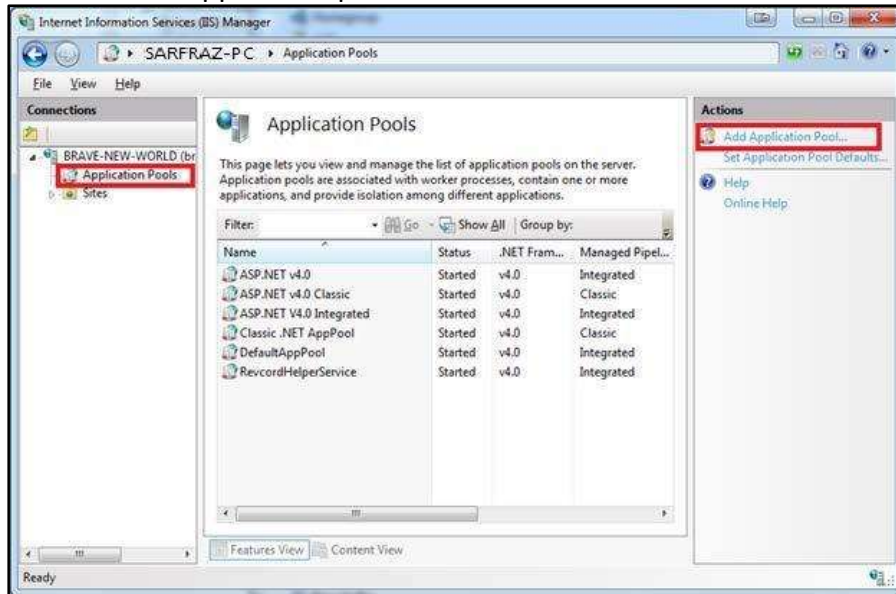 Internet Information Services (IIS) Manager
SARFRAZ-PC Application Pools
File View Help
Connections
BRAVE-NEW-WORLD (br
Application Pools
Sites
Application Pools
This page lets you view and manage the list of application pools on the server.
Application pools are associated with worker processes, contain one or more
applications, and provide isolation among different applications.
Filter: Go Show All Group by:
Name Status .NET Fram... Managed Pipel...
ASP.NET v4.0 Started v4.0 Integrated
ASP.NET v4.0 Classic Started v4.0 Classic
ASP.NET V4.0 Integrated Started v4.0 Integrated
Classic .NET AppPool Started v4.0 Classic
DefaultAppPool Started v4.0 Integrated
RevcordHelperService Started v4.0 Integrated
Features View Content View
Actions
Add Application Pool...
Set Application Pool Defaults...
Help
Online Help
Ready